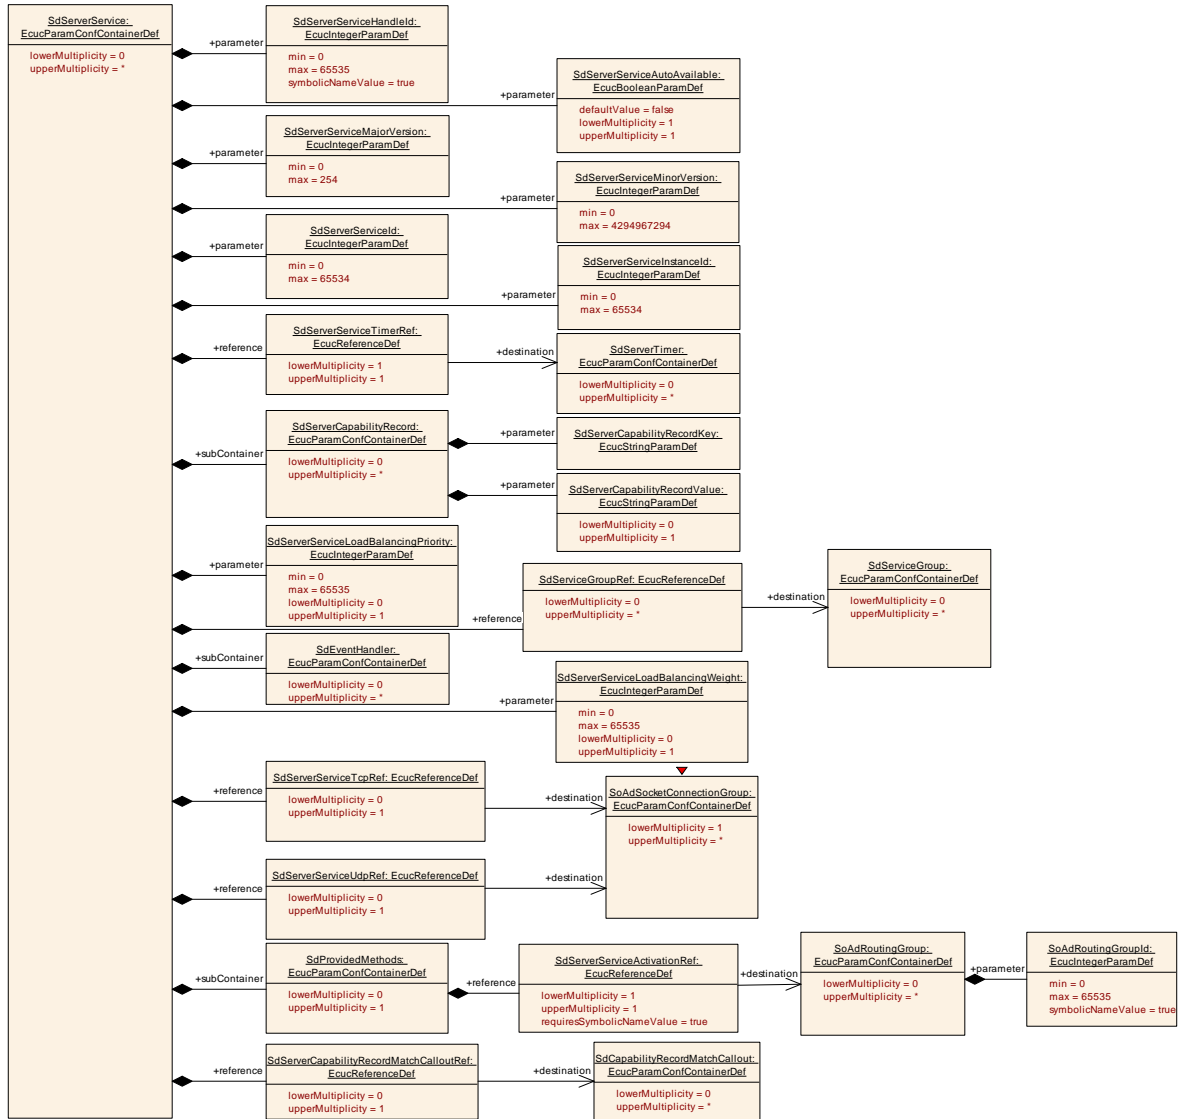 SdServerService:
EcucParamConfContainerDef
lowerMultiplicity = 0
upperMultiplicity = *
+parameter
SdServerServiceHandleId:
EcucIntegerParamDef
min = 0
max = 65535
symbolicNameValue = true
+parameter
SdServerServiceAutoAvailable:
EcucBooleanParamDef
defaultValue = false
lowerMultiplicity = 1
upperMultiplicity = 1
+parameter
SdServerServiceMajorVersion:
EcucIntegerParamDef
min = 0
max = 254
+parameter
SdServerServiceMinorVersion:
EcucIntegerParamDef
min = 0
max = 4294967294
+parameter
SdServerServiceId:
EcucIntegerParamDef
min = 0
max = 65534
+parameter
SdServerServiceInstanceId:
EcucIntegerParamDef
min = 0
max = 65534
+reference
SdServerServiceTimerRef:
EcucReferenceDef
lowerMultiplicity = 1
upperMultiplicity = 1
+destination
SdServerTimer:
EcucParamConfContainerDef
lowerMultiplicity = 0
upperMultiplicity = *
+subContainer
SdServerCapabilityRecord:
EcucParamConfContainerDef
lowerMultiplicity = 0
upperMultiplicity = *
+parameter
SdServerCapabilityRecordKey:
EcucStringParamDef
+parameter
SdServerCapabilityRecordValue:
EcucStringParamDef
lowerMultiplicity = 0
upperMultiplicity = 1
+parameter
SdServerServiceLoadBalancingPriority:
EcucIntegerParamDef
min = 0
max = 65535
lowerMultiplicity = 0
upperMultiplicity = 1
+reference
SdServiceGroupRef: EcucReferenceDef
lowerMultiplicity = 0
upperMultiplicity = *
+destination
SdServiceGroup:
EcucParamConfContainerDef
lowerMultiplicity = 0
upperMultiplicity = *
+subContainer
SdEventHandler:
EcucParamConfContainerDef
lowerMultiplicity = 0
upperMultiplicity = *
+parameter
SdServerServiceLoadBalancingWeight:
EcucIntegerParamDef
min = 0
max = 65535
lowerMultiplicity = 0
upperMultiplicity = 1
+reference
SdServerServiceTcpRef: EcucReferenceDef
lowerMultiplicity = 0
upperMultiplicity = 1
+destination
SoAdSocketConnectionGroup:
EcucParamConfContainerDef
lowerMultiplicity = 1
upperMultiplicity = *
+reference
SdServerServiceUdpRef: EcucReferenceDef
lowerMultiplicity = 0
upperMultiplicity = 1
+destination
+subContainer
SdProvidedMethods:
EcucParamConfContainerDef
lowerMultiplicity = 0
upperMultiplicity = 1
+reference
SdServerServiceActivationRef:
EcucReferenceDef
lowerMultiplicity = 1
upperMultiplicity = 1
requiresSymbolicNameValue = true
+destination
SoAdRoutingGroup:
EcucParamConfContainerDef
lowerMultiplicity = 0
upperMultiplicity = *
+parameter
SoAdRoutingGroupId:
EcucIntegerParamDef
min = 0
max = 65535
symbolicNameValue = true
+reference
SdServerCapabilityRecordMatchCalloutRef:
EcucReferenceDef
lowerMultiplicity = 0
upperMultiplicity = 1
+destination
SdCapabilityRecordMatchCallout:
EcucParamConfContainerDef
lowerMultiplicity = 0
upperMultiplicity = *